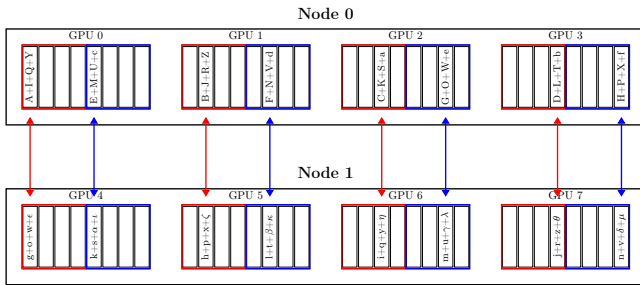 Node 0
GPU 0 GPU 1 GPU 2 GPU 3
A+I+Q+Y E+M+U+c B+J+R+Z F+N+V+d C+K+S+a G+O+W+e D+L+T+b H+P+X+f
Node 1
GPU 4 GPU 5 GPU 6 GPU 7
g+o+w+ϵ k+s+α+ι h+p+x+ζ l+t+β+κ i+q+y+η m+u+γ+λ j+r+z+θ n+v+δ+μ